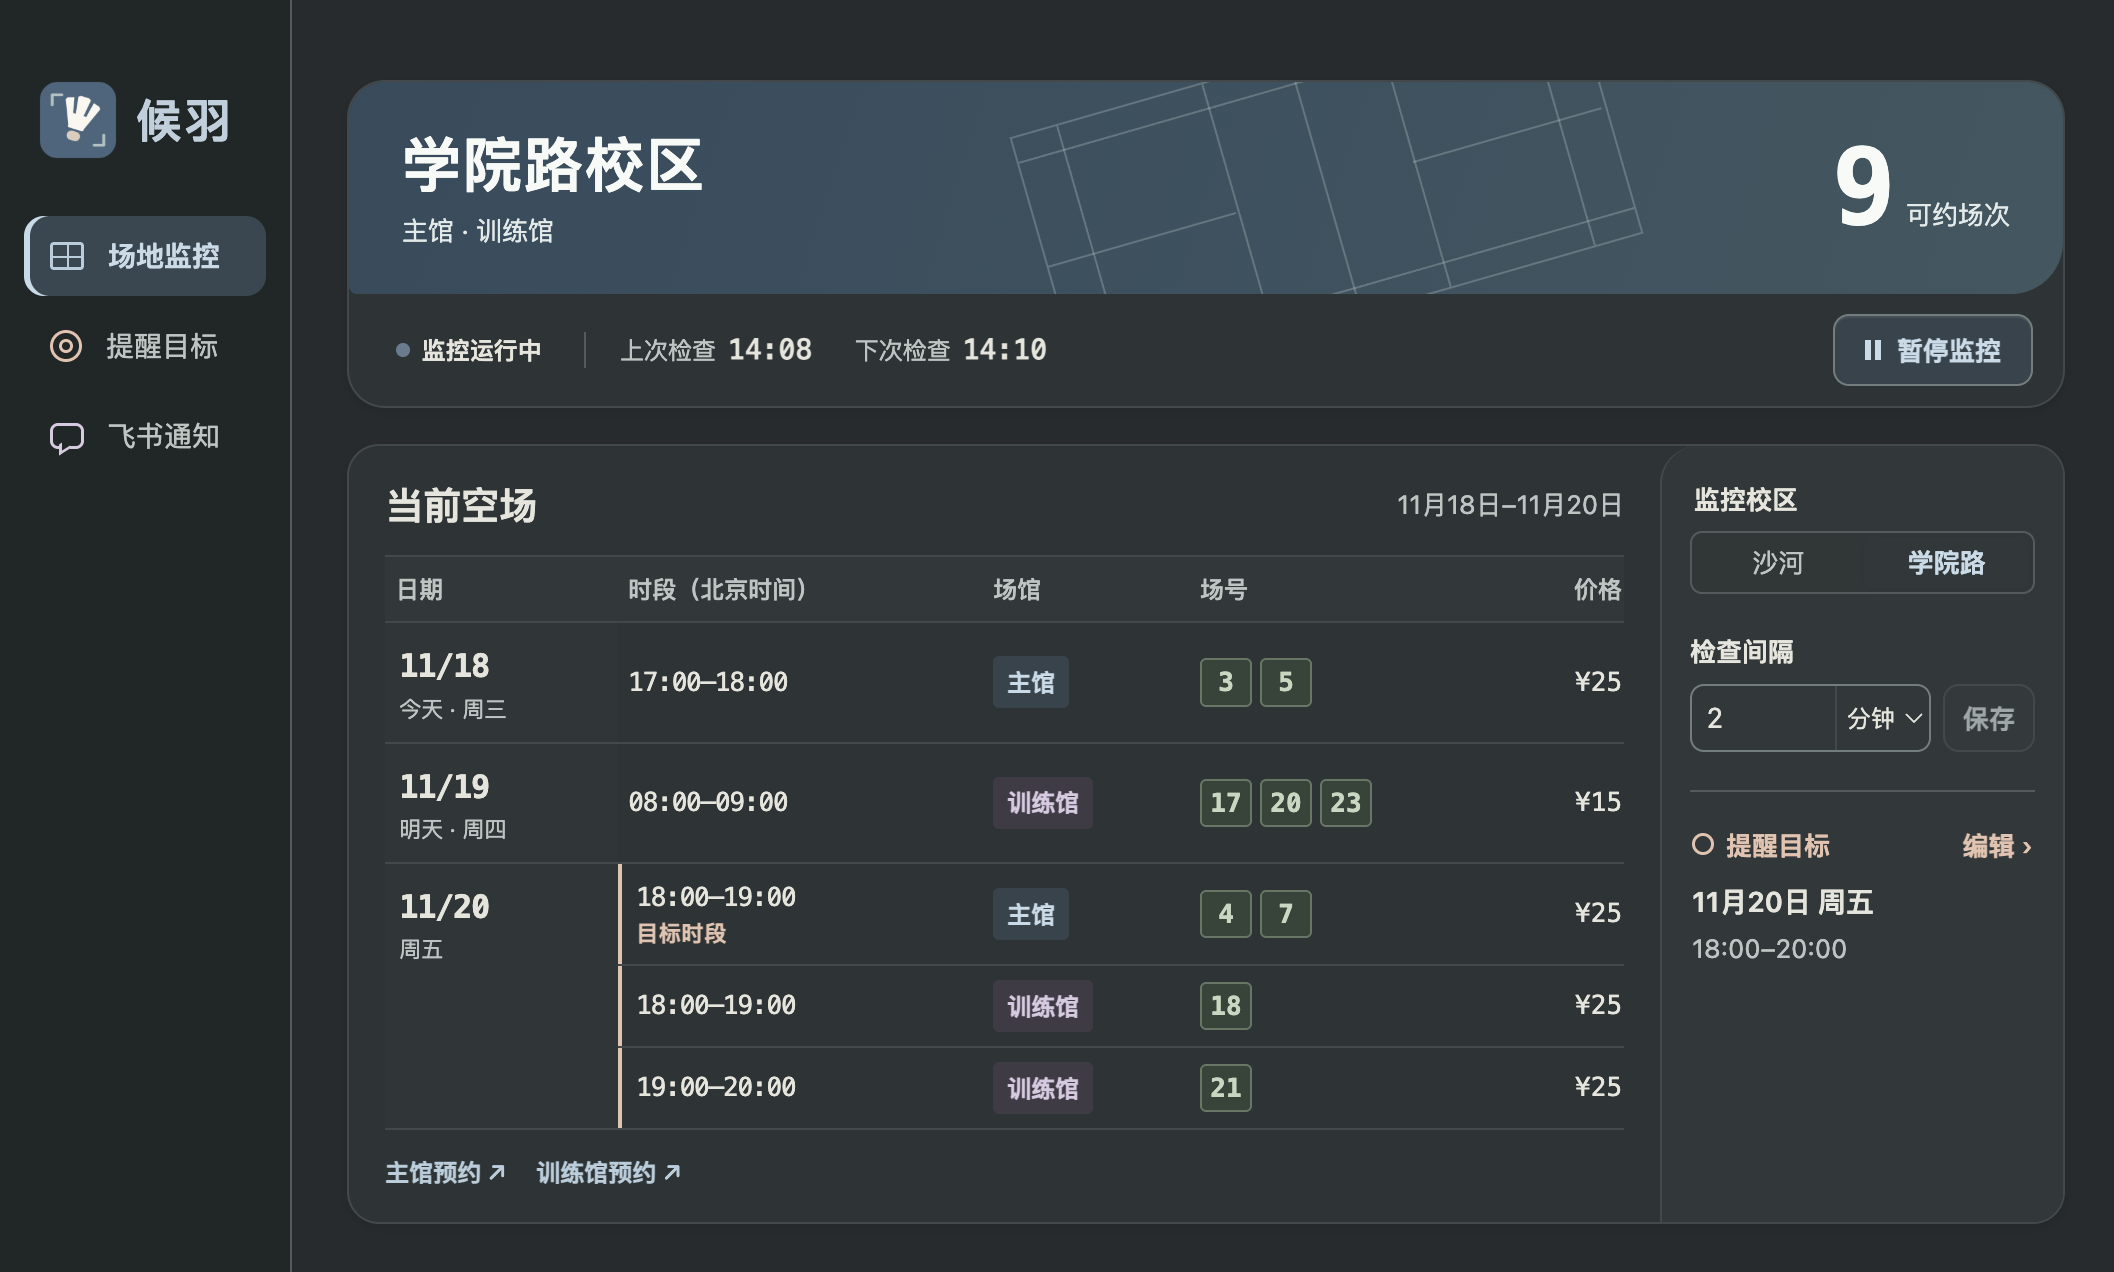 候羽
场地监控
提醒目标
飞书通知
学院路校区
主馆 · 训练馆
9 可约场次
监控运行中 上次检查 14:08 下次检查 14:10
暂停监控
当前空场 11月18日–11月20日
日期 时段（北京时间） 场馆 场号 价格
11/18
今天 · 周三
17:00—18:00 主馆 3 5 ¥25
11/19
明天 · 周四
08:00—09:00 训练馆 17 20 23 ¥15
11/20
周五
18:00—19:00 主馆 4 7 ¥25
目标时段
18:00—19:00 训练馆 18 ¥25
19:00—20:00 训练馆 21 ¥25
主馆预约 ↗ 训练馆预约 ↗
监控校区
沙河 学院路
检查间隔
2 分钟 保存
提醒目标 编辑 ›
11月20日 周五
18:00–20:00